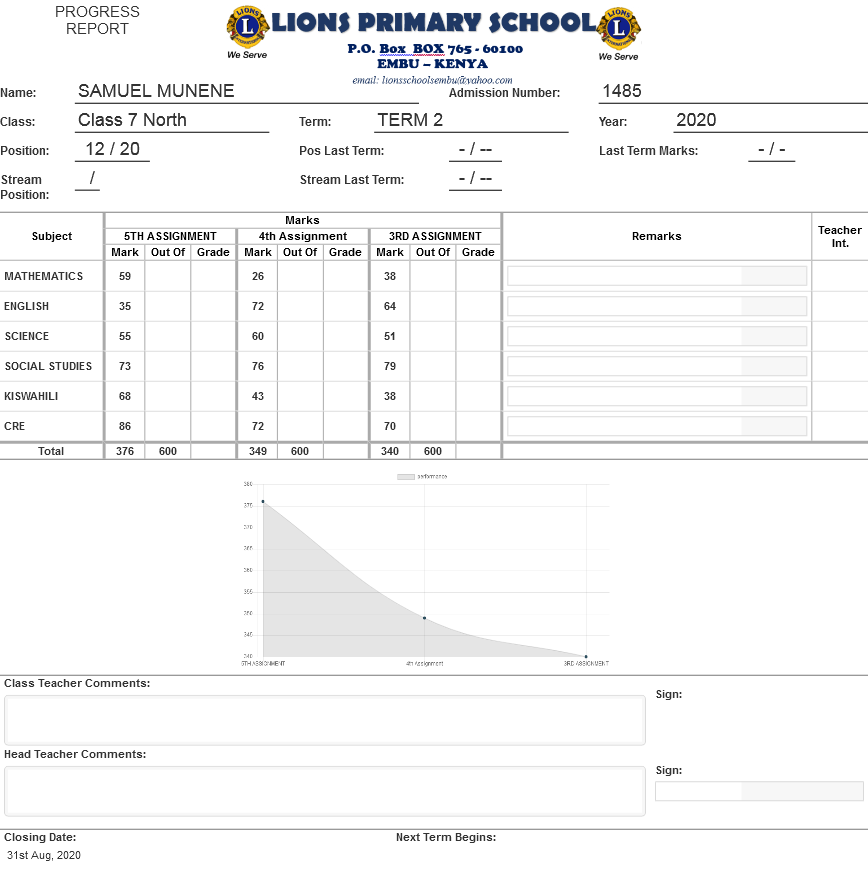 PROGRESS
REPORT
LIONS PRIMARY SCHOOL
LIONS L INTERNATIONAL
We Serve
LIONS L INTERNATIONAL
We Serve
P.O. Box BOX 765 - 60100
EMBU – KENYA
email: lionsschoolsembu@yahoo.com
Name: SAMUEL MUNENE Admission Number: 1485
Class: Class 7 North Term: TERM 2 Year: 2020
Position: 12 / 20 Pos Last Term: - / -- Last Term Marks: - / -
Stream Position: / Stream Last Term: - / --
Subject Marks Remarks Teacher Int.
5TH ASSIGNMENT 4th Assignment 3RD ASSIGNMENT
Mark Out Of Grade Mark Out Of Grade Mark Out Of Grade
MATHEMATICS 59 26 38
ENGLISH 35 72 64
SCIENCE 55 60 51
SOCIAL STUDIES 73 76 79
KISWAHILI 68 43 38
CRE 86 72 70
Total 376 600 349 600 340 600
performance
380
375
370
365
360
355
350
345
340
5TH ASSIGNMENT 4th Assignment 3RD ASSIGNMENT
Class Teacher Comments:
Sign:
Head Teacher Comments:
Sign:
Closing Date: Next Term Begins:
31st Aug, 2020